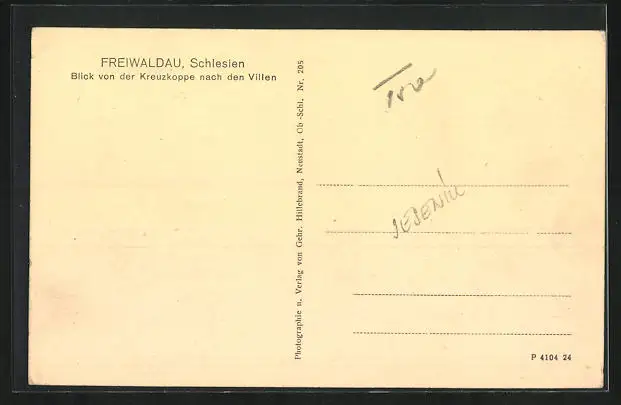 FREIWALDAU, Schlesien
Blick von der Kreuzkoppe nach den Villen
Photographie u. Verlag von Gebr. Hillebrand, Neustadt, Ob.-Schl. Nr. 205
JESENÍK
P 4104 24